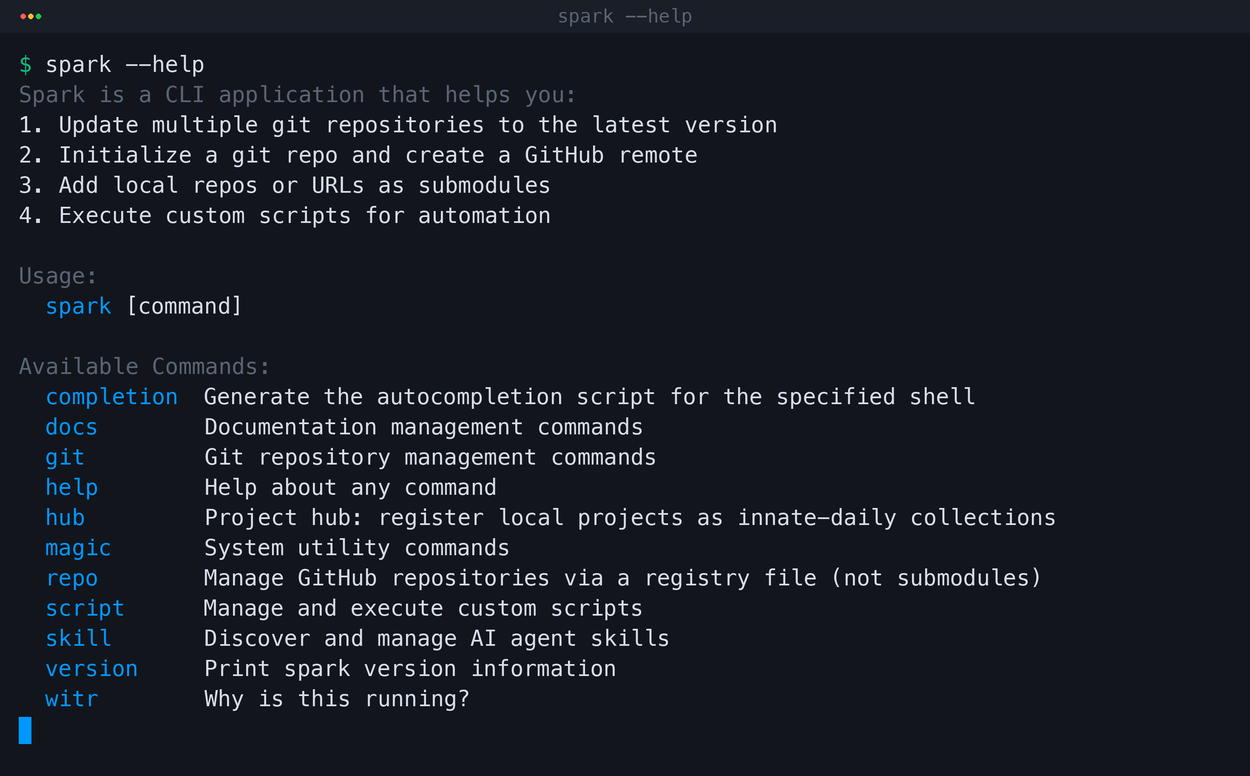 spark --help
$ spark --help
Spark is a CLI application that helps you:
1. Update multiple git repositories to the latest version
2. Initialize a git repo and create a GitHub remote
3. Add local repos or URLs as submodules
4. Execute custom scripts for automation
Usage:
spark [command]
Available Commands:
completion Generate the autocompletion script for the specified shell
docs Documentation management commands
git Git repository management commands
help Help about any command
hub Project hub: register local projects as innate-daily collections
magic System utility commands
repo Manage GitHub repositories via a registry file (not submodules)
script Manage and execute custom scripts
skill Discover and manage AI agent skills
version Print spark version information
witr Why is this running?